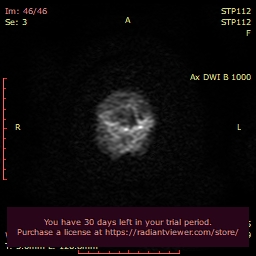 Im: 46/46
STP112
Se: 3
STP112
F
A
Ax DWI B 1000
R
L
You have 30 days left in your trial period.
Purchase a license at https://radiantviewer.com/store/